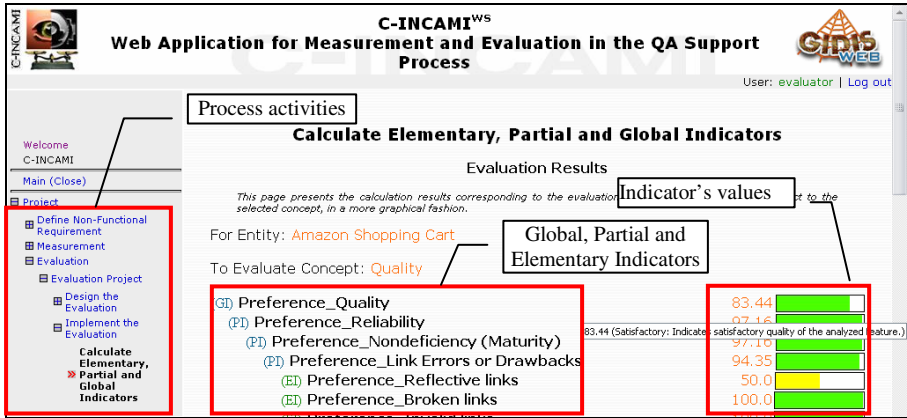 C-INCAMI
C-INCAMIWS
Web Application for Measurement and Evaluation in the QA Support
Process
GIDIS
WEB
User: evaluator | Log out
Process activities
Welcome
C-INCAMI
Main (Close)
Project
Define Non-Functional
Requirement
Measurement
Evaluation
Evaluation Project
Design the
Evaluation
Implement the
Evaluation
Calculate
Elementary,
» Partial and
Global
Indicators
Calculate Elementary, Partial and Global Indicators
Evaluation Results
This page presents the calculation results corresponding to the evaluation ct to the
selected concept, in a more graphical fashion.
Indicator's values
For Entity: Amazon Shopping Cart
Global, Partial and
Elementary Indicators
To Evaluate Concept: Quality
(GI) Preference_Quality 83.44
(PI) Preference_Reliability 97.16
83.44 (Satisfactory: Indicates satisfactory quality of the analyzed feature.)
(PI) Preference_Nondeficiency (Maturity) 97.16
(PI) Preference_Link Errors or Drawbacks 94.35
(EI) Preference_Reflective links 50.0
(EI) Preference_Broken links 100.0